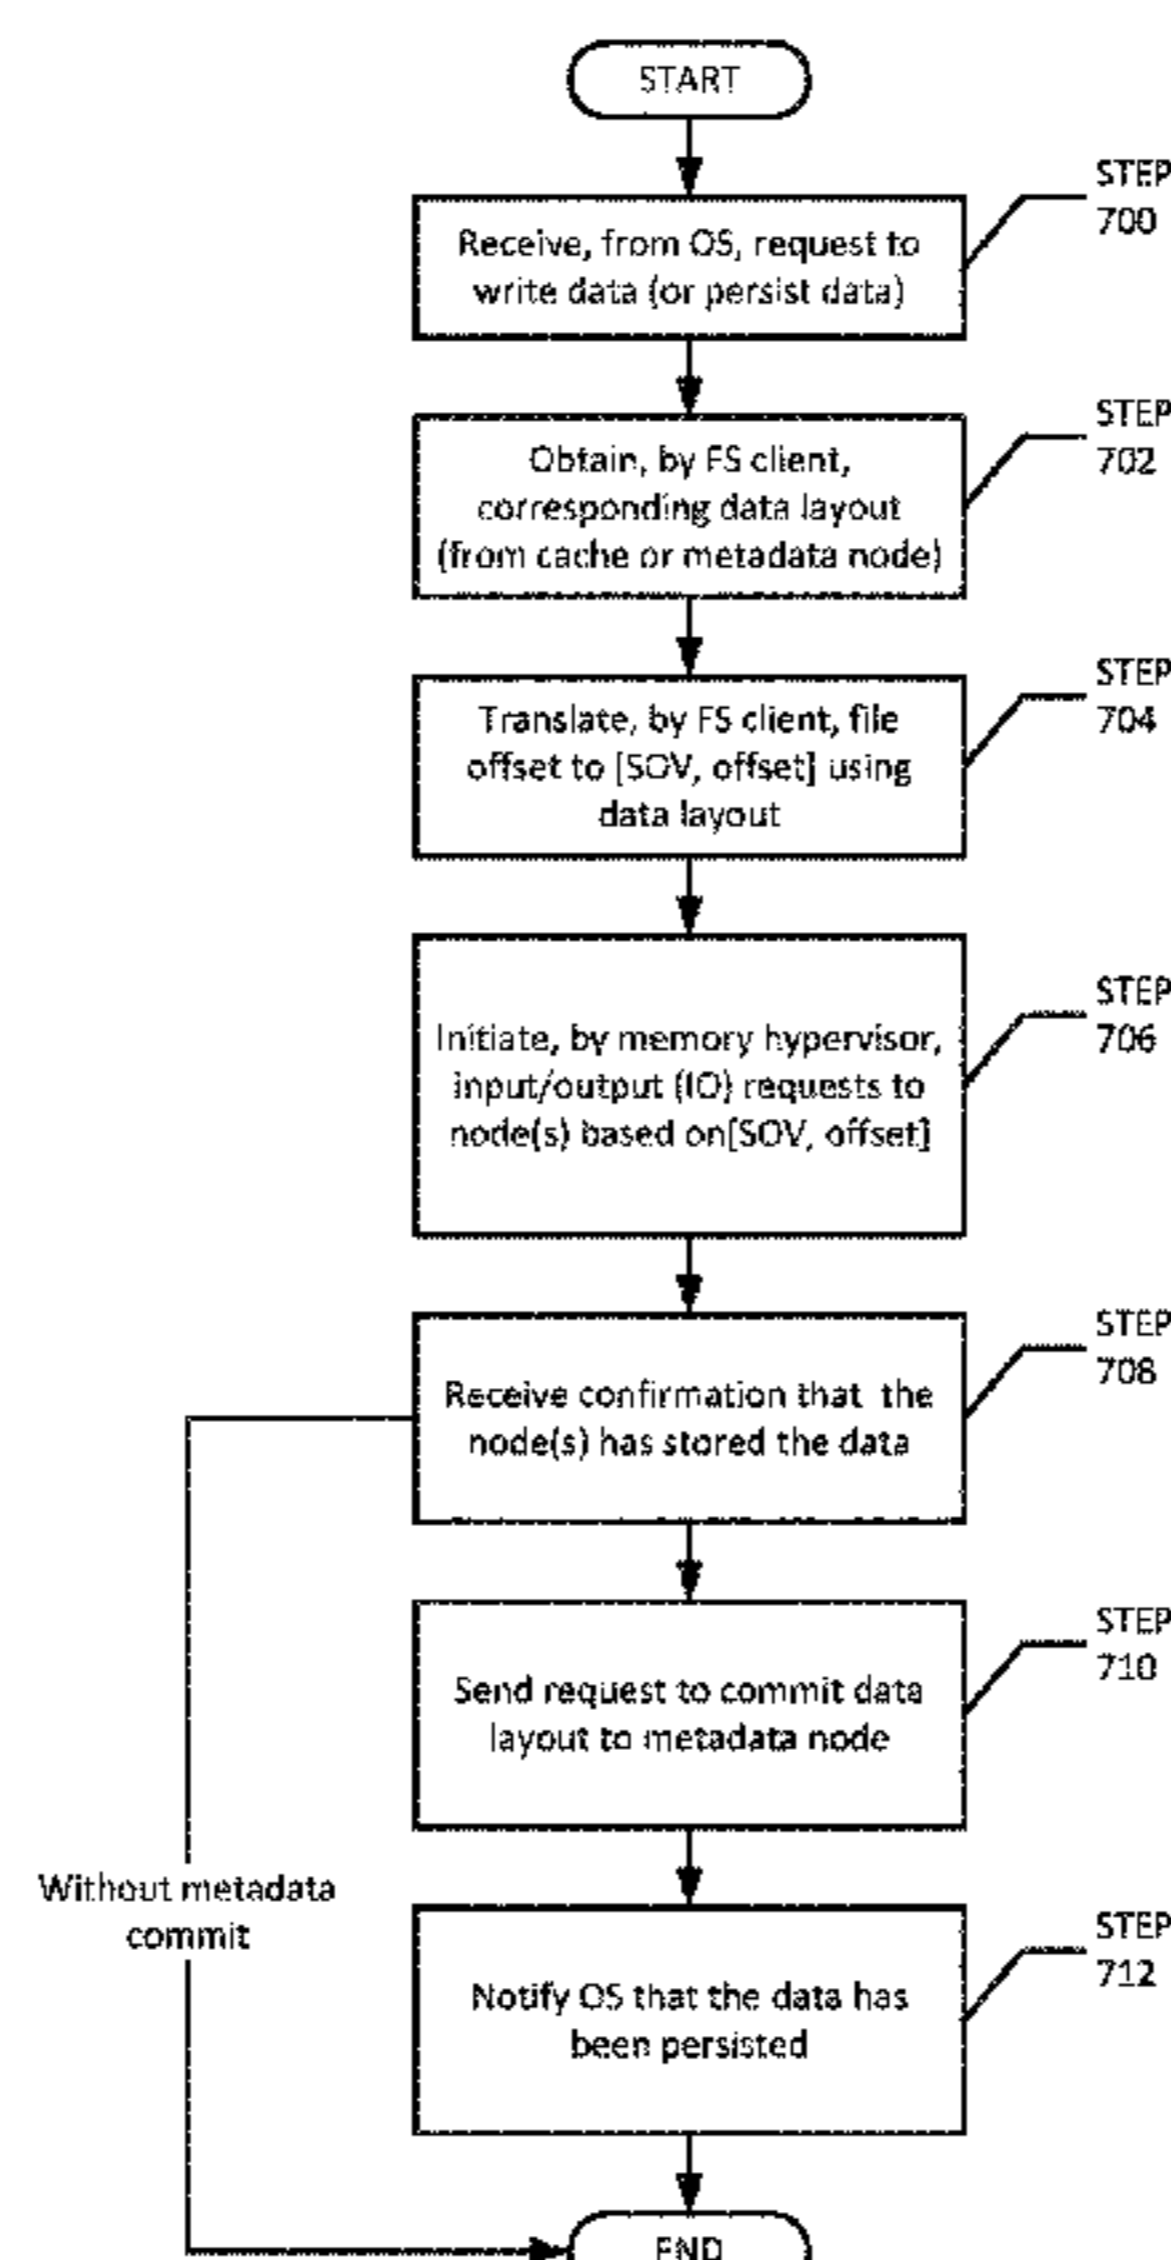 START
STEP
700
Receive, from OS, request to
write data (or persist data)
STEP
702
Obtain, by FS client,
corresponding data layout
(from cache or metadata node)
STEP
704
Translate, by FS client, file
offset to [SOV, offset] using
data layout
STEP
706
Initiate, by memory hypervisor,
input/output (IO) requests to
node(s) based on[SOV, offset]
STEP
708
Receive confirmation that the
node(s) has stored the data
STEP
710
Send request to commit data
layout to metadata node
Without metadata
commit
STEP
712
Notify OS that the data has
been persisted
END